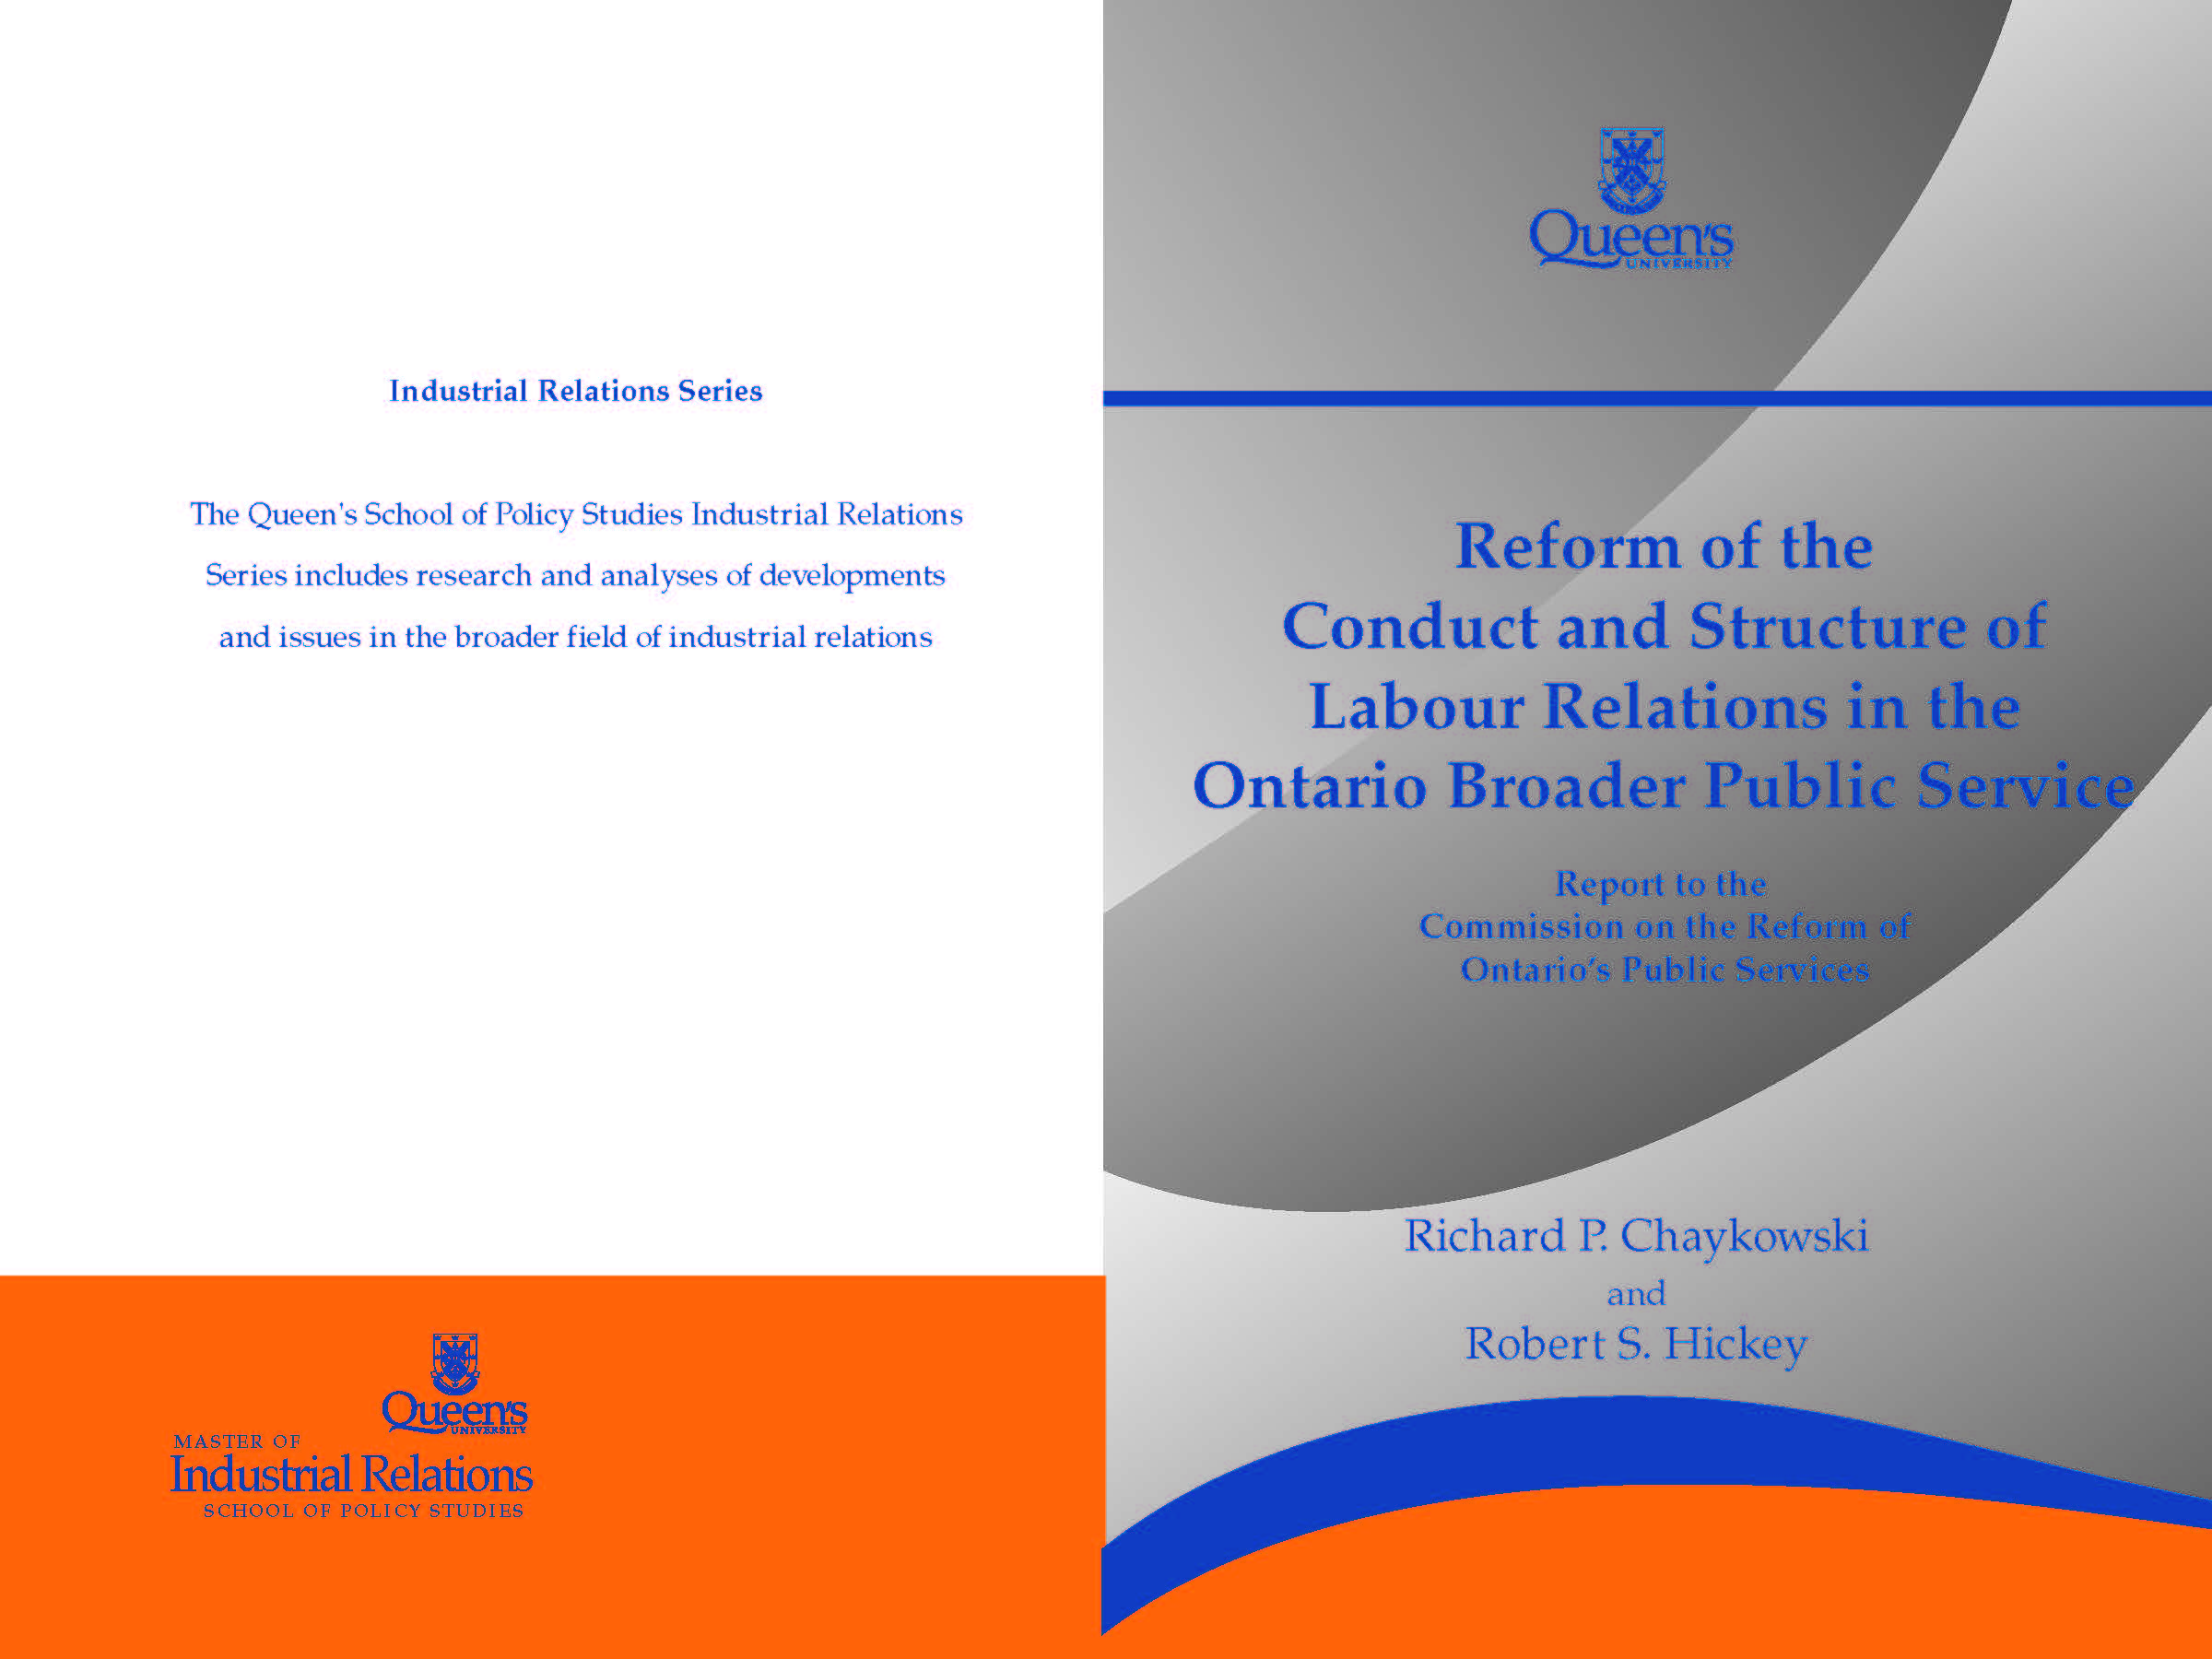 Industrial Relations Series
The Queen's School of Policy Studies Industrial Relations
Series includes research and analyses of developments
and issues in the broader field of industrial relations
Queen's
UNIVERSITY
MASTER OF
Industrial Relations
SCHOOL OF POLICY STUDIES
Queen's
UNIVERSITY
Reform of the
Conduct and Structure of
Labour Relations in the
Ontario Broader Public Service
Report to the
Commission on the Reform of
Ontario's Public Services
Richard P. Chaykowski
and
Robert S. Hickey